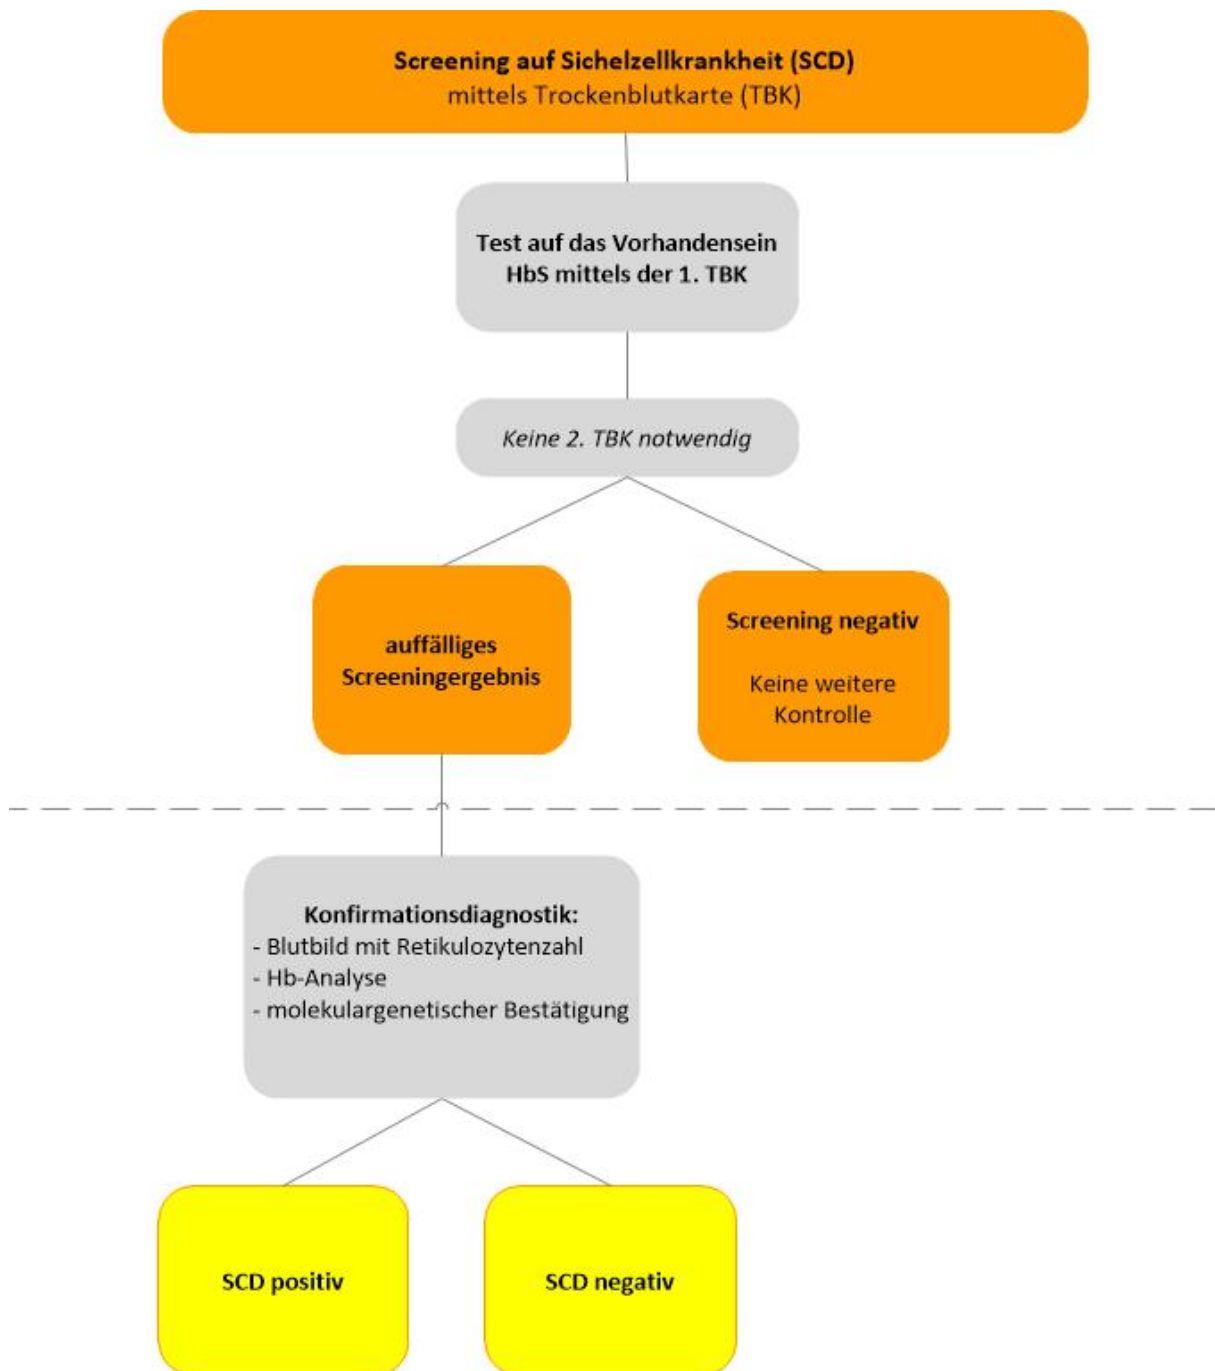 Screening auf Sichelzellkrankheit (SCD)
mittels Trockenblutkarte (TBK)
Test auf das Vorhandensein
HbS mittels der 1. TBK
Keine 2. TBK notwendig
auffälliges
Screeningergebnis
Screening negativ
Keine weitere
Kontrolle
Konfirmationsdiagnostik:
- Blutbild mit Retikulozytenzahl
- Hb-Analyse
- molekulargenetischer Bestätigung
SCD positiv
SCD negativ